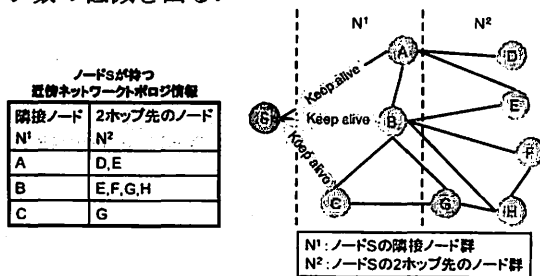 ノードSが持つ
近傍ネットワークトポロジ情報
隣接ノード 2ホップ先のノード
N¹ N²
A D,E
B E,F,G,H
C G
N¹ N²
A
D
Keep alive
E
S
Keep alive
B
F
Keep alive
C
G
H
N¹:ノードSの隣接ノード群
N²:ノードSの2ホップ先のノード群